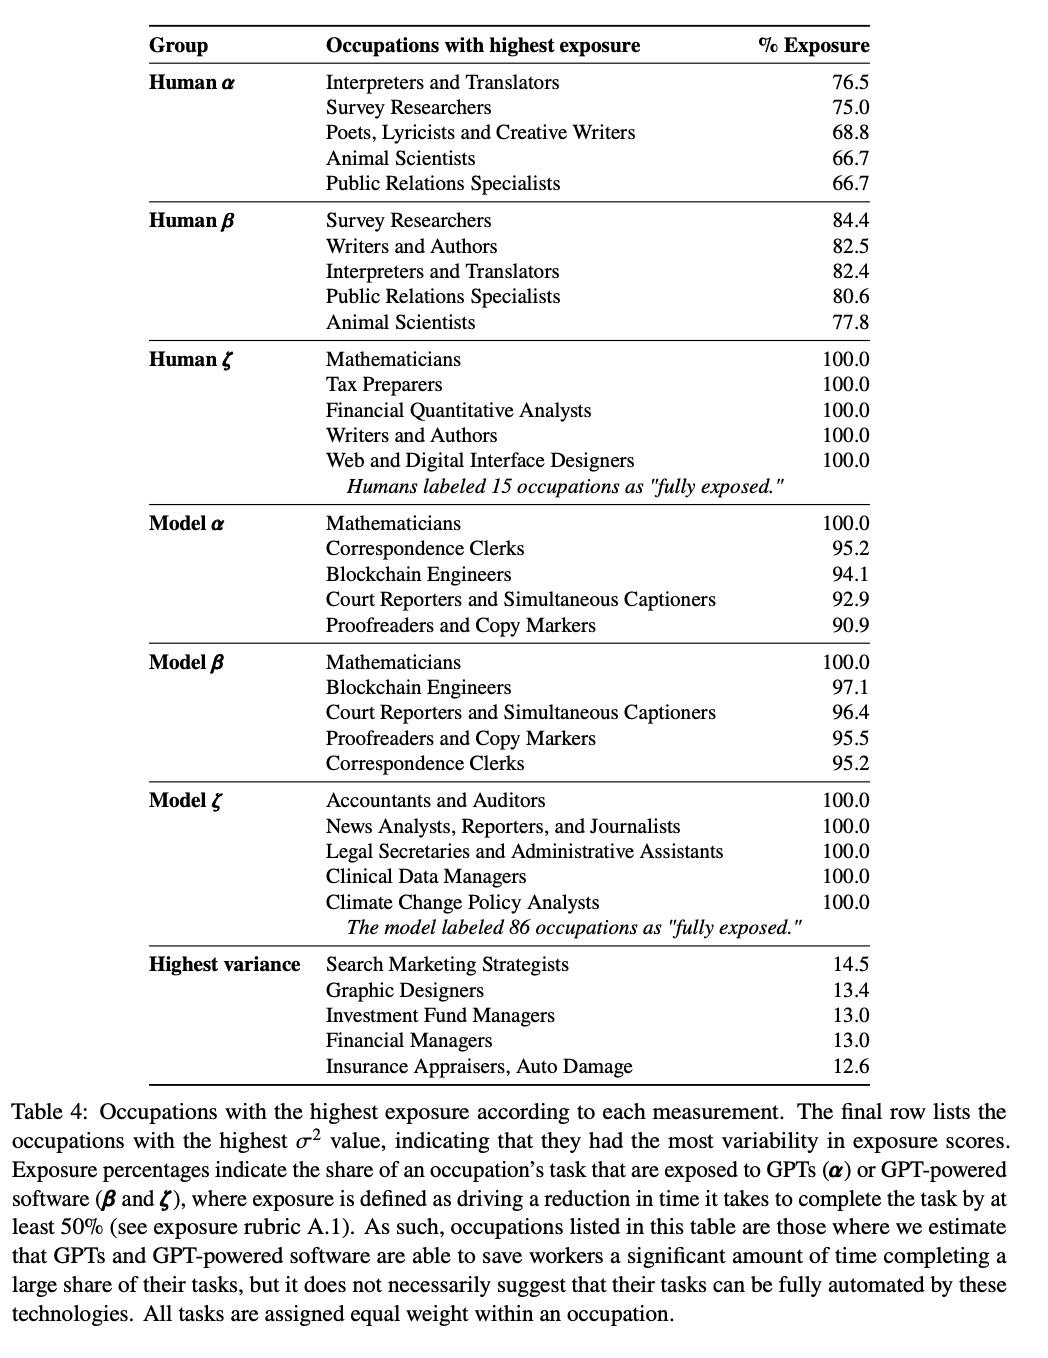 Group Occupations with highest exposure % Exposure
Human α Interpreters and Translators 76.5
Survey Researchers 75.0
Poets, Lyricists and Creative Writers 68.8
Animal Scientists 66.7
Public Relations Specialists 66.7
Human β Survey Researchers 84.4
Writers and Authors 82.5
Interpreters and Translators 82.4
Public Relations Specialists 80.6
Animal Scientists 77.8
Human ζ Mathematicians 100.0
Tax Preparers 100.0
Financial Quantitative Analysts 100.0
Writers and Authors 100.0
Web and Digital Interface Designers 100.0
Humans labeled 15 occupations as "fully exposed."
Model α Mathematicians 100.0
Correspondence Clerks 95.2
Blockchain Engineers 94.1
Court Reporters and Simultaneous Captioners 92.9
Proofreaders and Copy Markers 90.9
Model β Mathematicians 100.0
Blockchain Engineers 97.1
Court Reporters and Simultaneous Captioners 96.4
Proofreaders and Copy Markers 95.5
Correspondence Clerks 95.2
Model ζ Accountants and Auditors 100.0
News Analysts, Reporters, and Journalists 100.0
Legal Secretaries and Administrative Assistants 100.0
Clinical Data Managers 100.0
Climate Change Policy Analysts 100.0
The model labeled 86 occupations as "fully exposed."
Highest variance Search Marketing Strategists 14.5
Graphic Designers 13.4
Investment Fund Managers 13.0
Financial Managers 13.0
Insurance Appraisers, Auto Damage 12.6
Table 4: Occupations with the highest exposure according to each measurement. The final row lists the
occupations with the highest σ² value, indicating that they had the most variability in exposure scores.
Exposure percentages indicate the share of an occupation's task that are exposed to GPTs (α) or GPT-powered
software (β and ζ), where exposure is defined as driving a reduction in time it takes to complete the task by at
least 50% (see exposure rubric A.1). As such, occupations listed in this table are those where we estimate
that GPTs and GPT-powered software are able to save workers a significant amount of time completing a
large share of their tasks, but it does not necessarily suggest that their tasks can be fully automated by these
technologies. All tasks are assigned equal weight within an occupation.